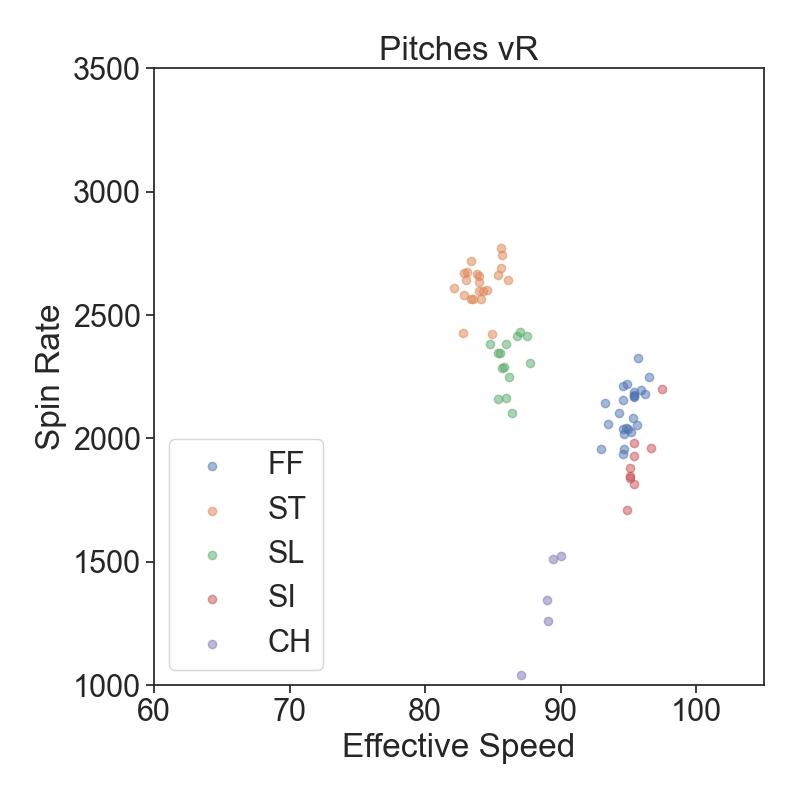 Pitches vR
3500
3000
2500
2000
1500
1000
Spin Rate
FF
ST
SL
SI
CH
60 70 80 90 100
Effective Speed